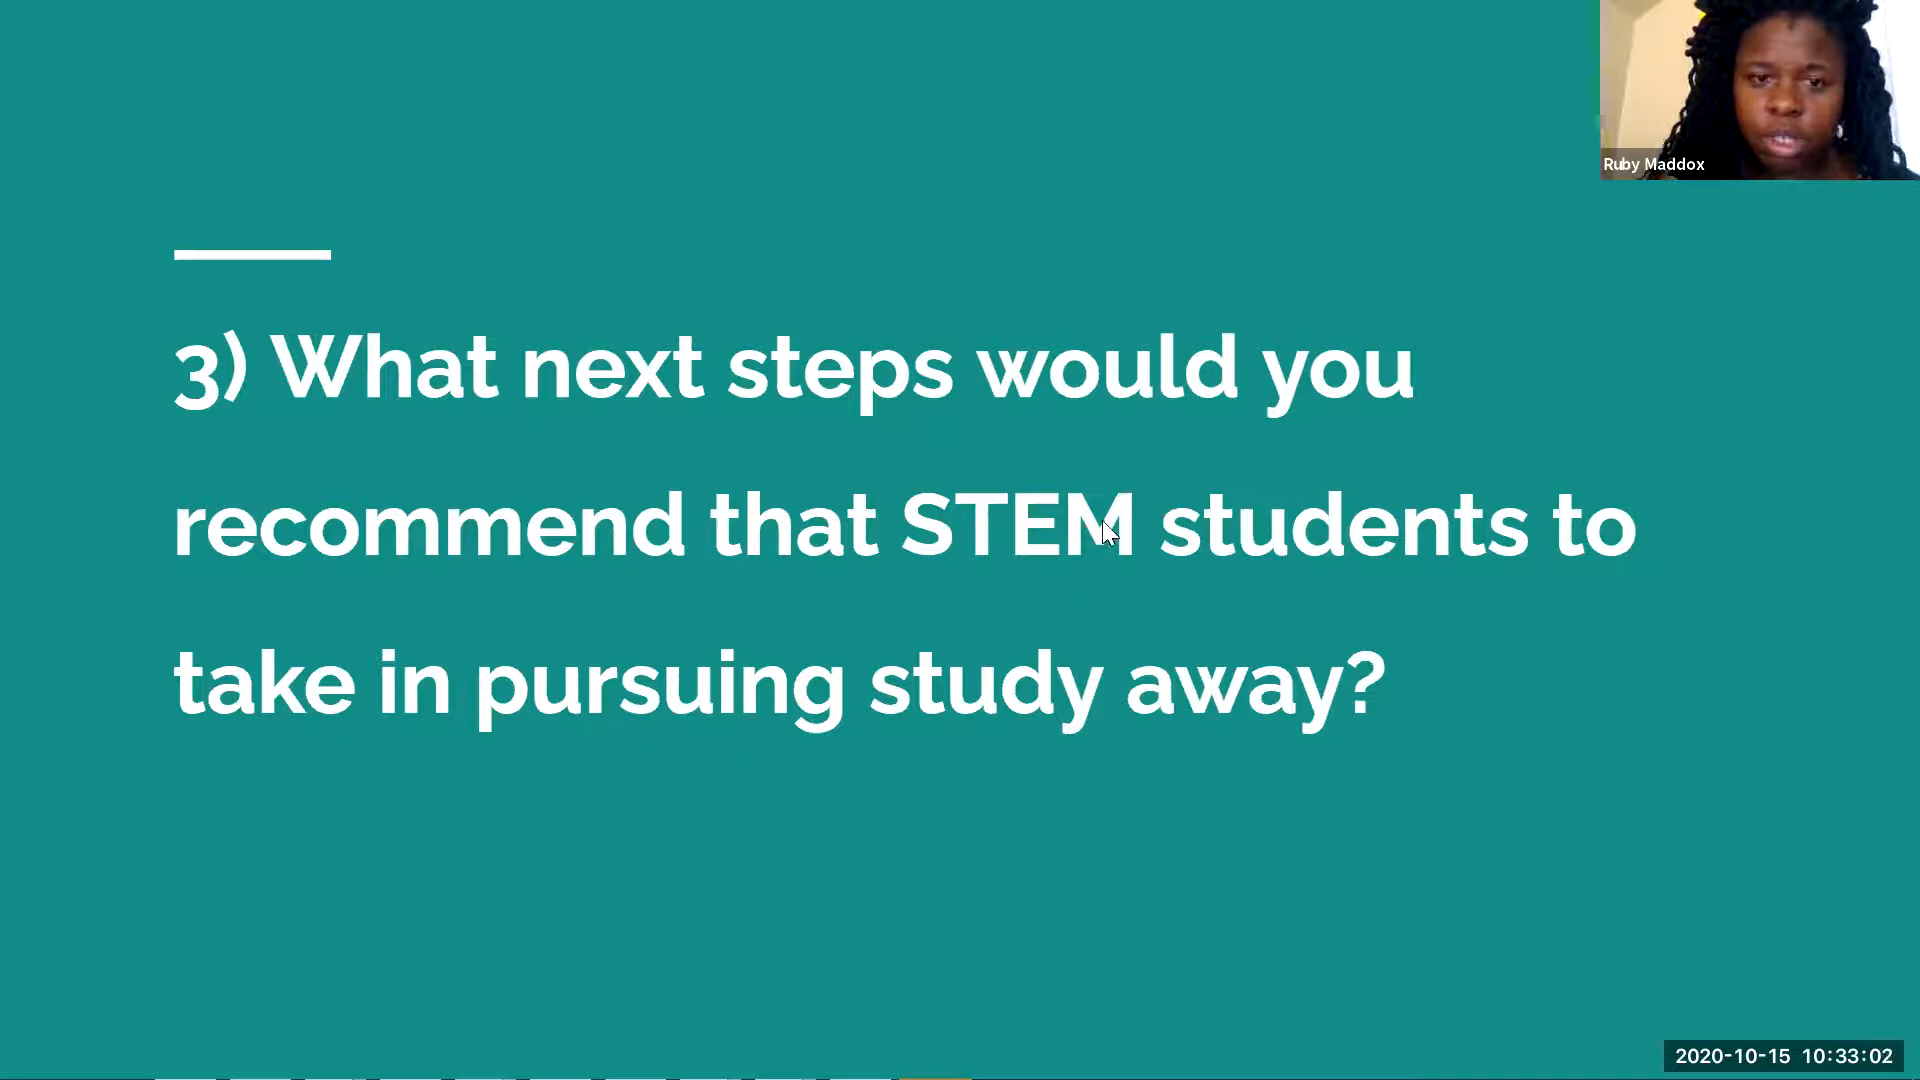 Ruby Maddox
3) What next steps would you
recommend that STEM students to
take in pursuing study away?
2020-10-15 10:33:02